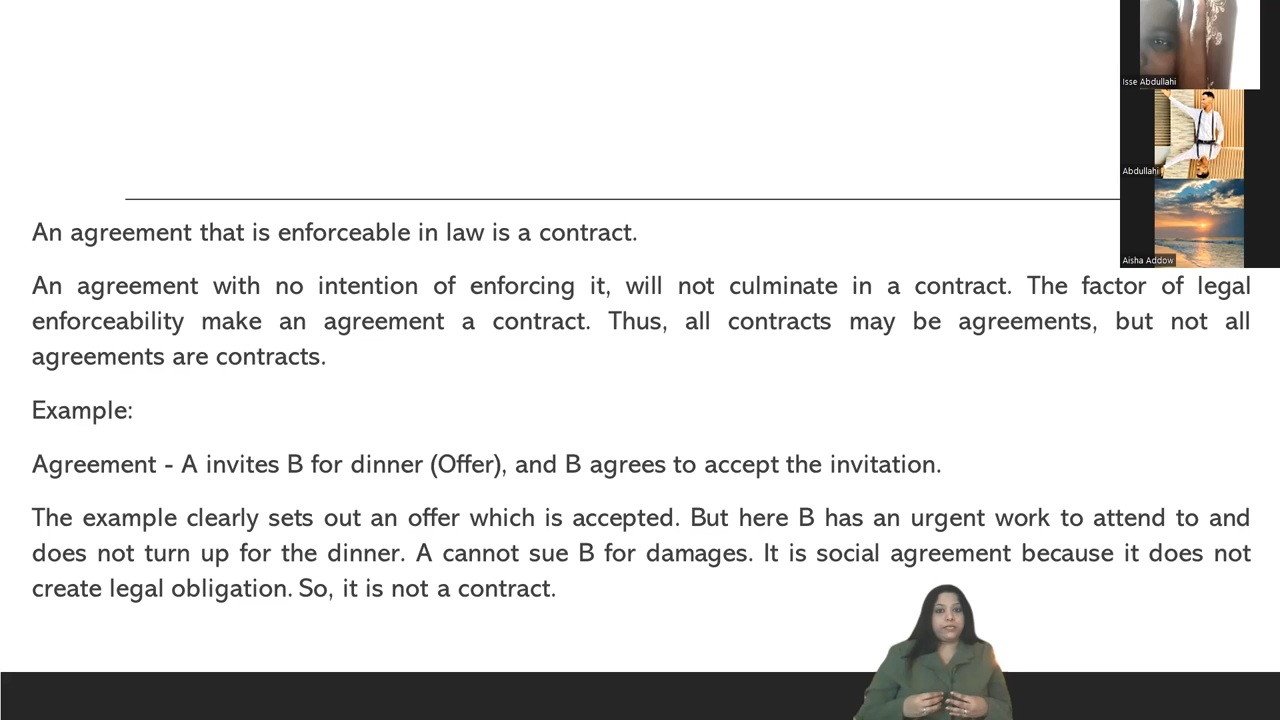 Isse Abdullahi
Abdullahi
Aisha Addow
An agreement that is enforceable in law is a contract.
An agreement with no intention of enforcing it, will not culminate in a contract. The factor of legal
enforceability make an agreement a contract. Thus, all contracts may be agreements, but not all
agreements are contracts.
Example:
Agreement - A invites B for dinner (Offer), and B agrees to accept the invitation.
The example clearly sets out an offer which is accepted. But here B has an urgent work to attend to and
does not turn up for the dinner. A cannot sue B for damages. It is social agreement because it does not
create legal obligation. So, it is not a contract.